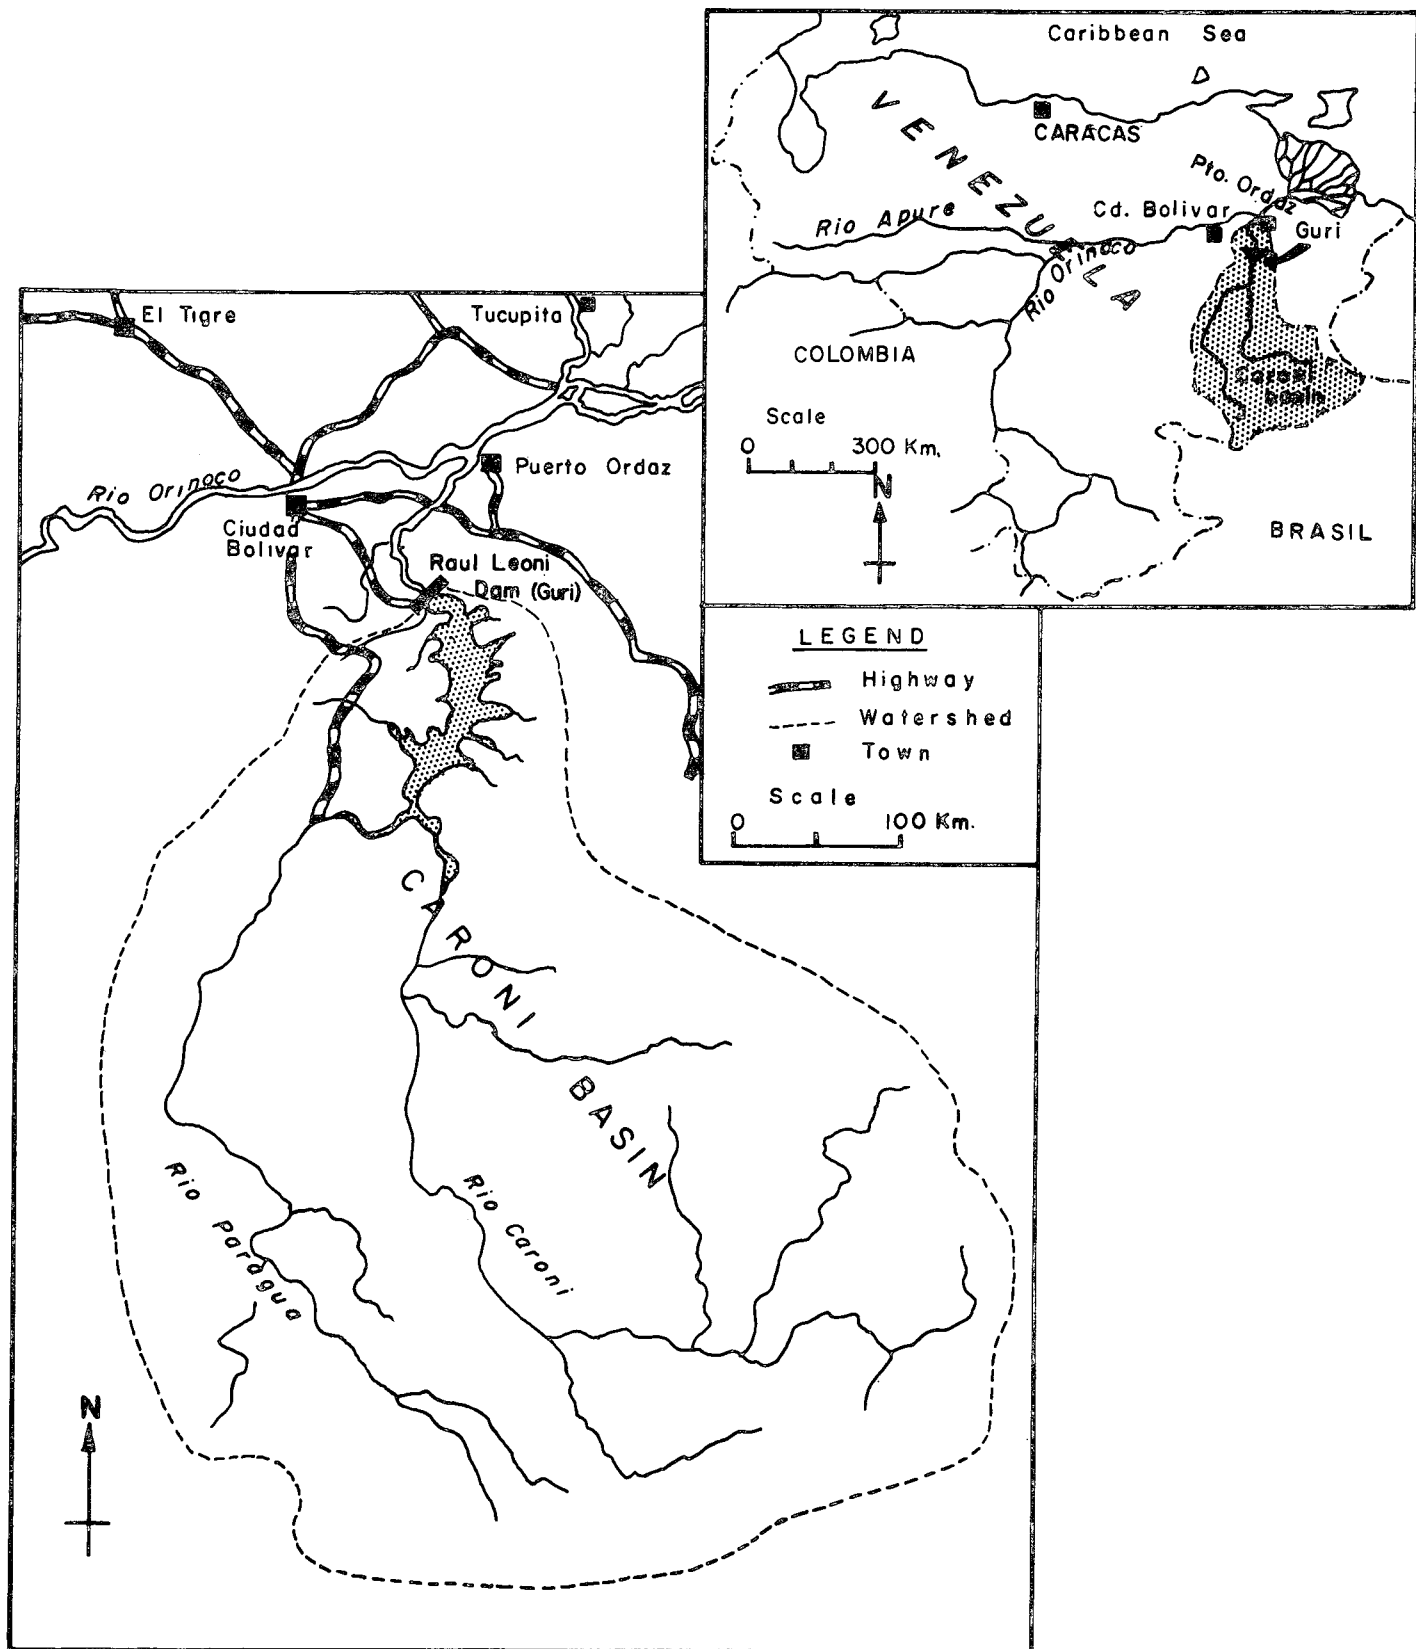 Caribbean Sea
VENEZUELA
CARACAS
Pto. Ordaz
Rio Apure
Cd. Bolivar
Guri
Rio Orinoco
COLOMBIA
Caroni
Basin
Scale
0 300 Km.
N
BRASIL
El Tigre
Tucupita
Rio Orinoco
Puerto Ordaz
Ciudad
Bolivar
Raul Leoni
Dam (Guri)
LEGEND
Highway
Watershed
Town
Scale
0 100 Km.
CARONI
BASIN
Rio Paragua
Rio Caroni
N